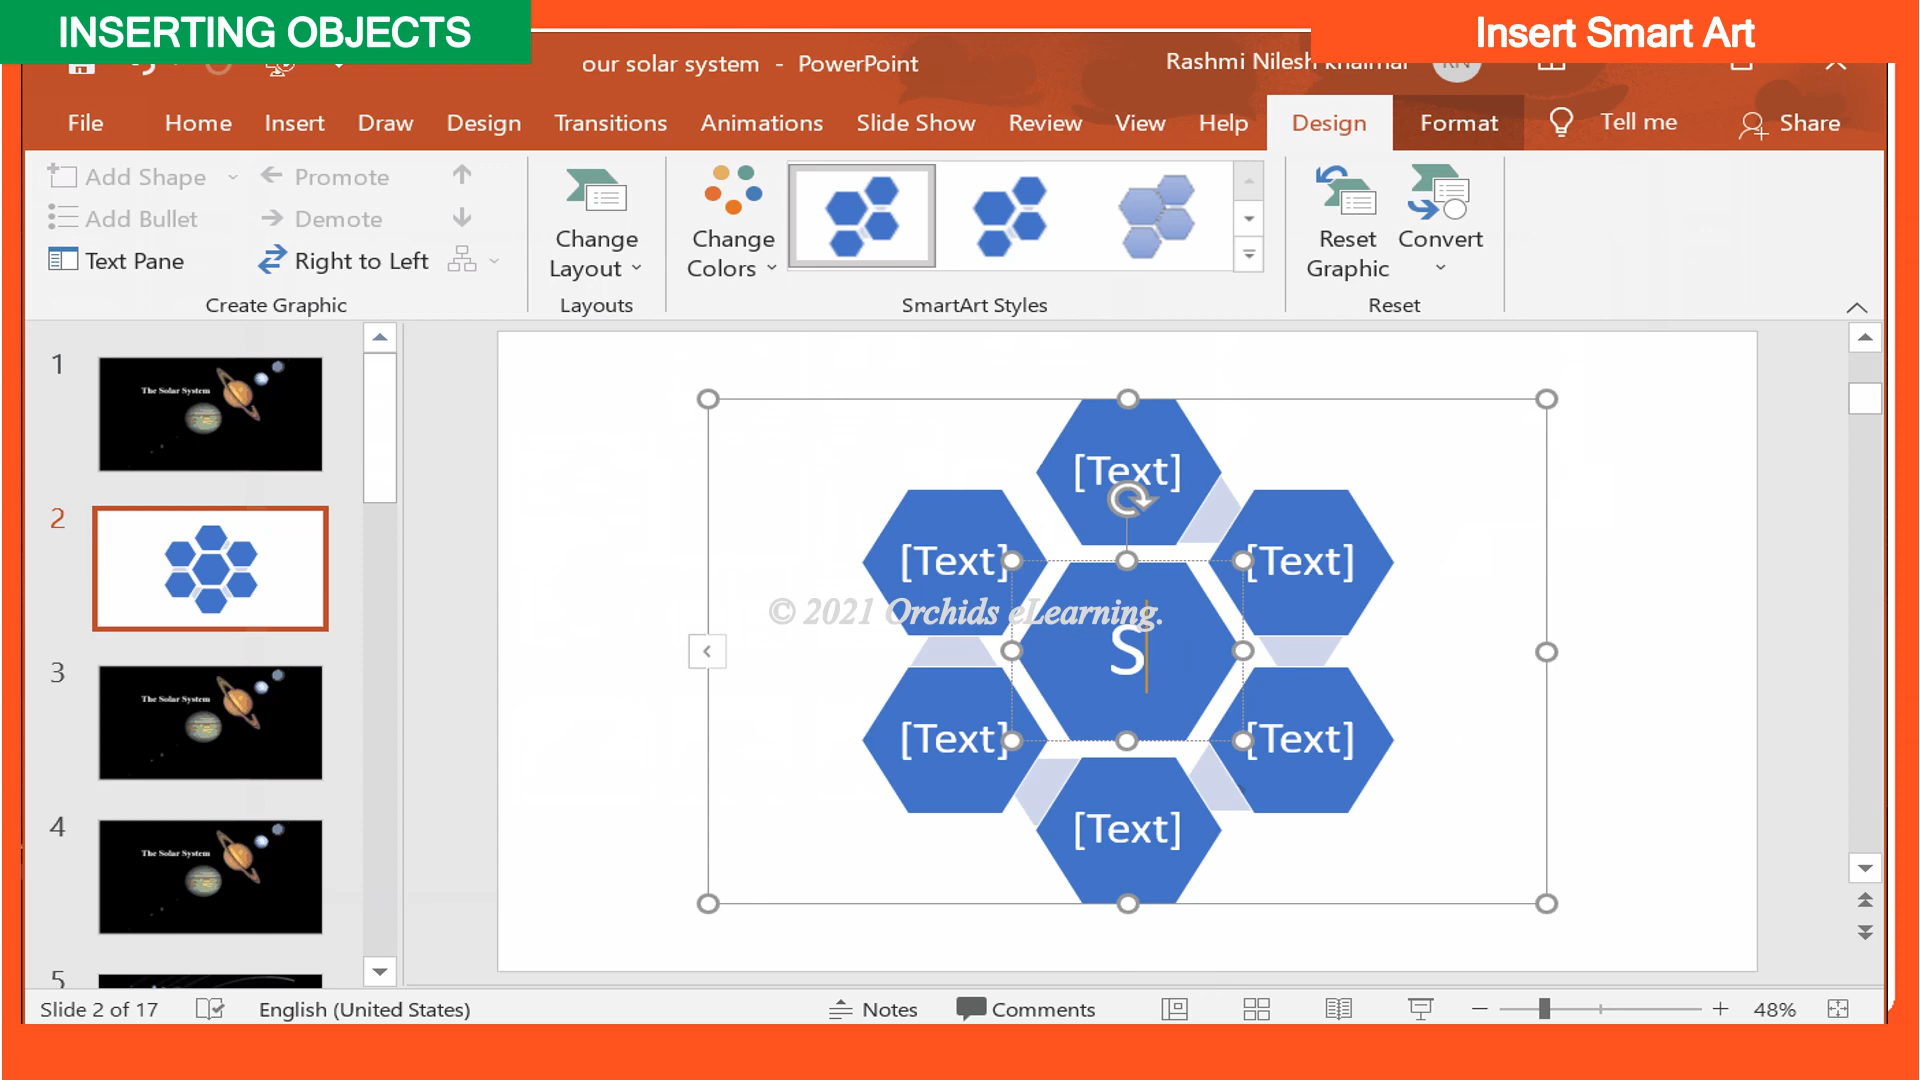 INSERTING OBJECTS
Insert Smart Art
our solar system - PowerPoint
Rashmi Nilesh
RN
File Home Insert Draw Design Transitions Animations Slide Show Review View Help Design Format Tell me Share
Add Shape Promote
Add Bullet Demote
Text Pane Right to Left
Change Layout
Change Colors
Reset Graphic
Convert
Create Graphic Layouts SmartArt Styles Reset
1
The Solar System
2
3
The Solar System
4
The Solar System
5
[Text]
[Text] [Text]
© 2021 Orchids eLearning.
S
[Text] [Text]
[Text]
Slide 2 of 17 English (United States) Notes Comments 48%